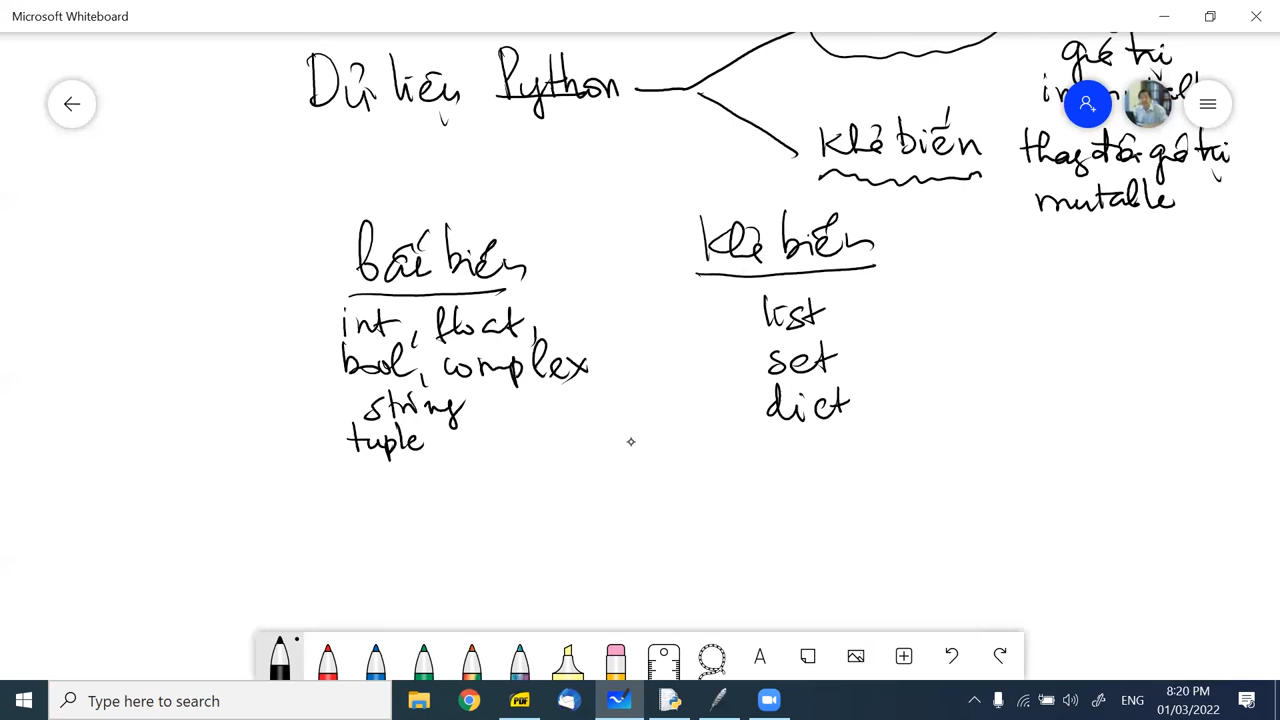 Microsoft Whiteboard
giá trị
Dữ liệu Python
khả biến
thay đổi giá trị
mutable
bất biến
khả biến
int, float,
bool, complex
string
tuple
list
set
dict
Type here to search
ENG
8:20 PM
01/03/2022